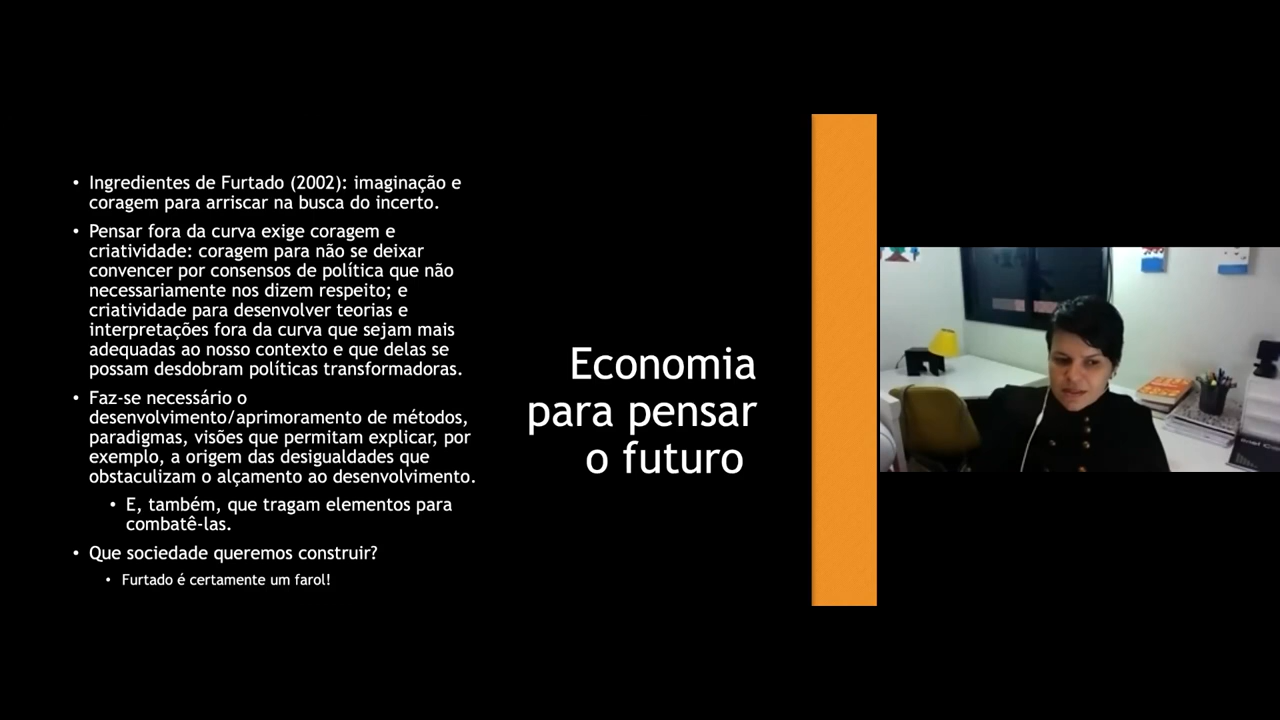 • Ingredientes de Furtado (2002): imaginação e
coragem para arriscar na busca do incerto.
• Pensar fora da curva exige coragem e
criatividade: coragem para não se deixar
convencer por consensos de política que não
necessariamente nos dizem respeito; e
criatividade para desenvolver teorias e
interpretações fora da curva que sejam mais
adequadas ao nosso contexto e que delas se
possam desdobram políticas transformadoras.
• Faz-se necessário o
desenvolvimento/aprimoramento de métodos,
paradigmas, visões que permitam explicar, por
exemplo, a origem das desigualdades que
obstaculizam o alçamento ao desenvolvimento.
• E, também, que tragam elementos para
combatê-las.
• Que sociedade queremos construir?
• Furtado é certamente um farol!
Economia
para pensar
o futuro